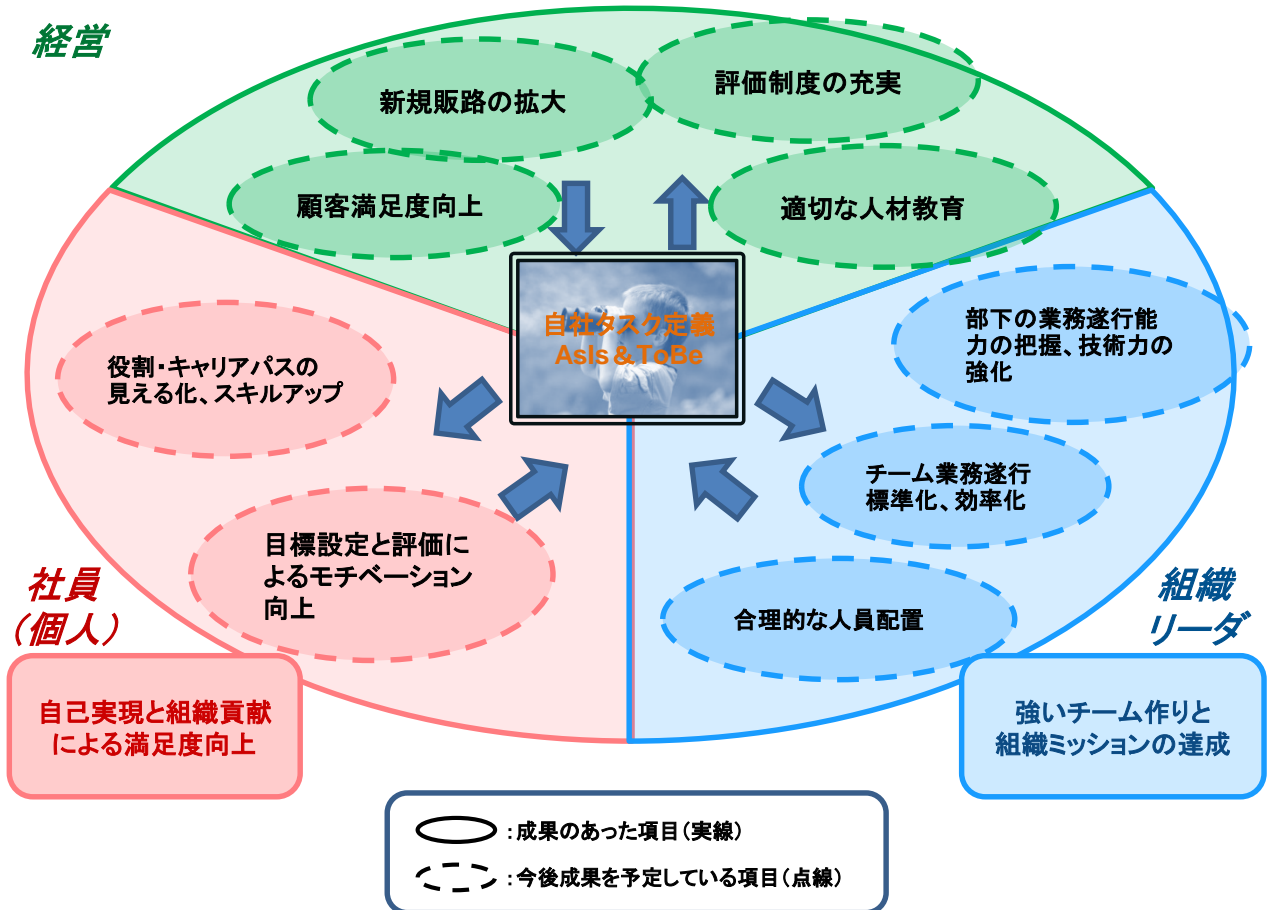 経営
新規販路の拡大
評価制度の充実
顧客満足度向上
適切な人材教育
自社タスク定義
AsIs&ToBe
役割・キャリアパスの
見える化、スキルアップ
目標設定と評価に
よるモチベーション
向上
部下の業務遂行能
力の把握、技術力の
強化
チーム業務遂行
標準化、効率化
合理的な人員配置
社員
（個人）
自己実現と組織貢献
による満足度向上
組織
リーダ
強いチーム作りと
組織ミッションの達成
：成果のあった項目（実線）
：今後成果を予定している項目（点線）